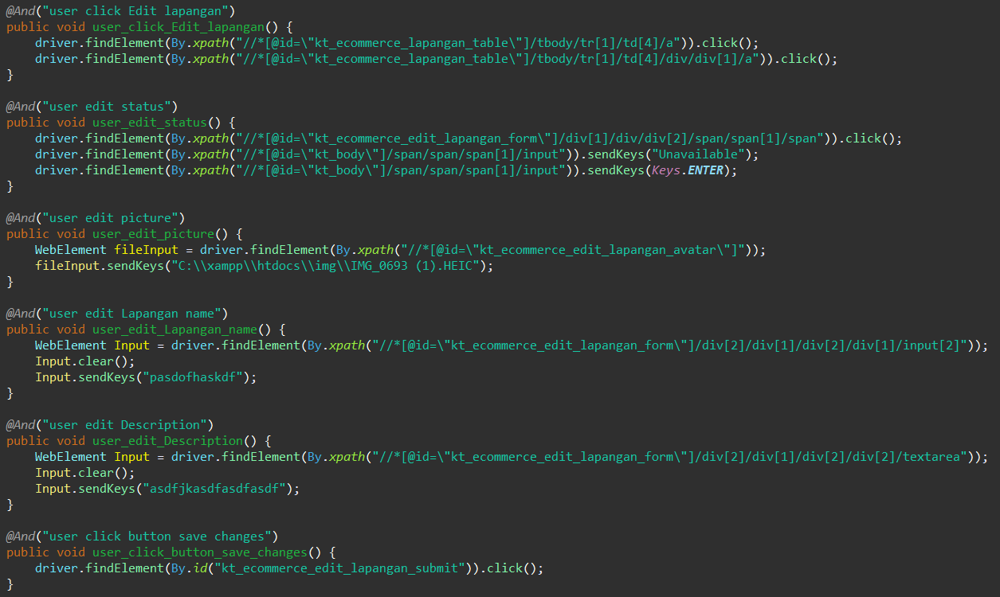 @And("user click Edit lapangan")
public void user_click_Edit_lapangan() {
    driver.findElement(By.xpath("//*[@id=\"kt_ecommerce_lapangan_table\"]/tbody/tr[1]/td[4]/a")).click();
    driver.findElement(By.xpath("//*[@id=\"kt_ecommerce_lapangan_table\"]/tbody/tr[1]/td[4]/div/div[1]/a")).click();
}

@And("user edit status")
public void user_edit_status() {
    driver.findElement(By.xpath("//*[@id=\"kt_ecommerce_edit_lapangan_form\"]/div[1]/div/div[2]/span/span[1]/span")).click();
    driver.findElement(By.xpath("//*[@id=\"kt_body\"]/span/span/span[1]/input")).sendKeys("Unavailable");
    driver.findElement(By.xpath("//*[@id=\"kt_body\"]/span/span/span[1]/input")).sendKeys(Keys.ENTER);
}

@And("user edit picture")
public void user_edit_picture() {
    WebElement fileInput = driver.findElement(By.xpath("//*[@id=\"kt_ecommerce_edit_lapangan_avatar\"]"));
    fileInput.sendKeys("C:\\xampp\\htdocs\\img\\IMG_0693 (1).HEIC");
}

@And("user edit Lapangan name")
public void user_edit_Lapangan_name() {
    WebElement Input = driver.findElement(By.xpath("//*[@id=\"kt_ecommerce_edit_lapangan_form\"]/div[2]/div[1]/div[2]/div[1]/input[2]"));
    Input.clear();
    Input.sendKeys("pasdofhaskdf");
}

@And("user edit Description")
public void user_edit_Description() {
    WebElement Input = driver.findElement(By.xpath("//*[@id=\"kt_ecommerce_edit_lapangan_form\"]/div[2]/div[1]/div[2]/div[2]/textarea"));
    Input.clear();
    Input.sendKeys("asdfjkasdfasdfasdf");
}

@And("user click button save changes")
public void user_click_button_save_changes() {
    driver.findElement(By.id("kt_ecommerce_edit_lapangan_submit")).click();
}